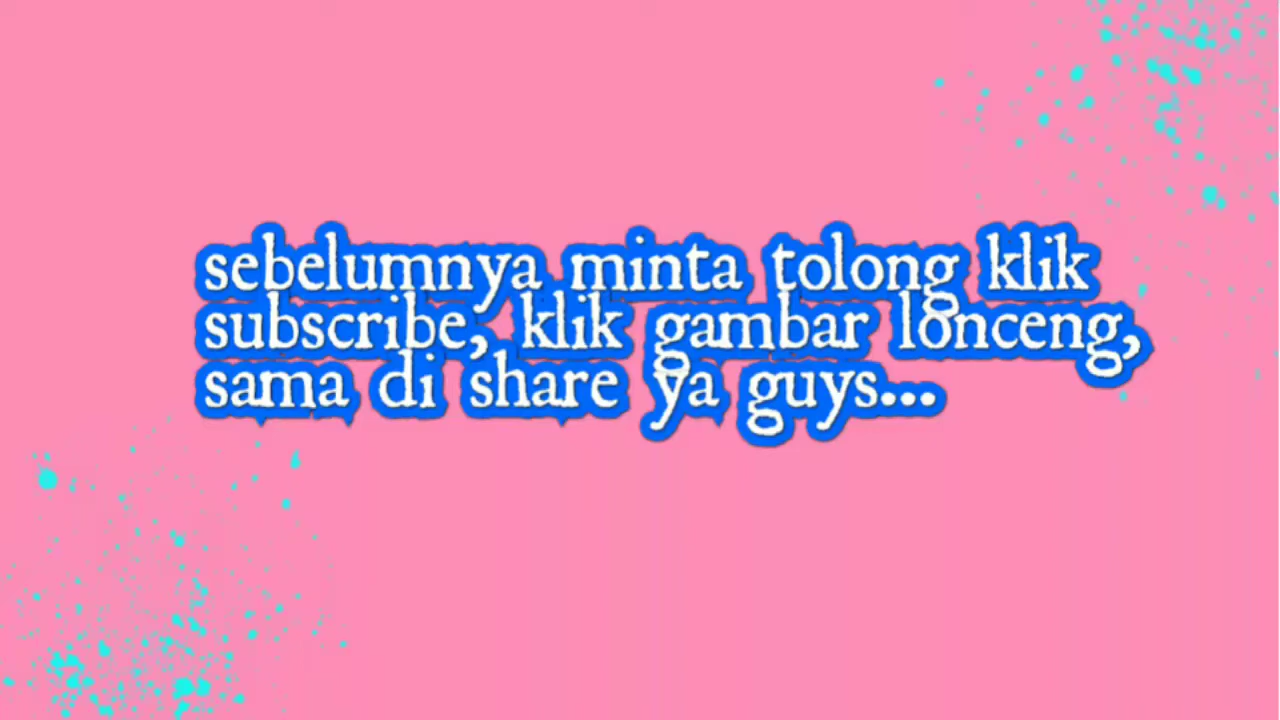 sebelumnya minta tolong klik
subscribe, klik gambar lonceng,
sama di share ya guys...